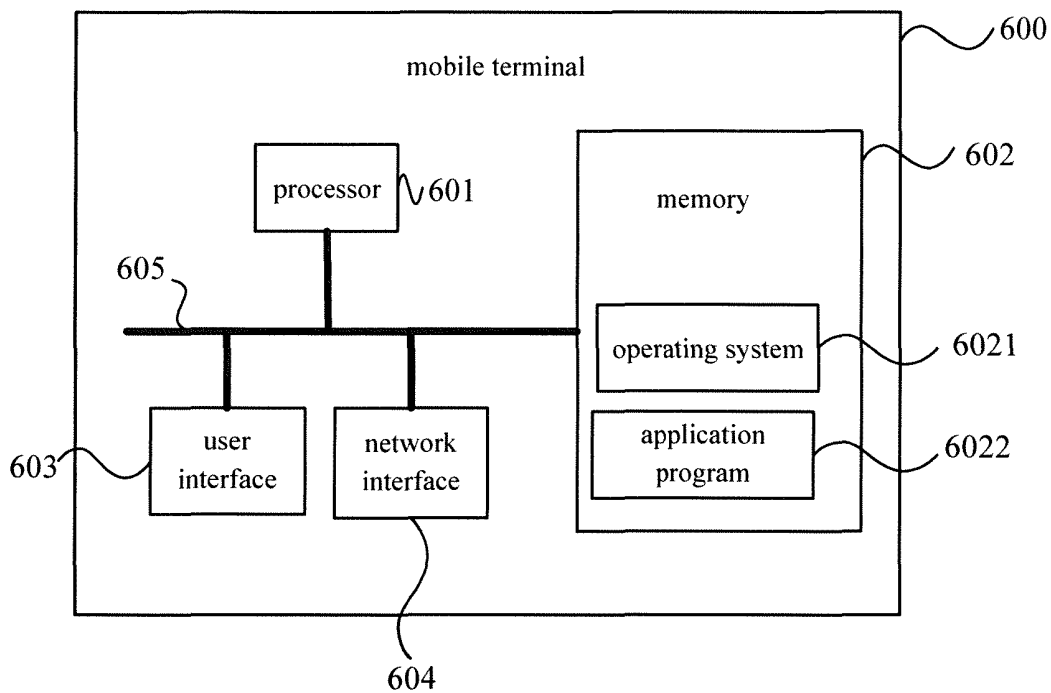 600
mobile terminal
602
processor
601
memory
605
operating system
6021
user
interface
603
network
interface
application
program
6022
604